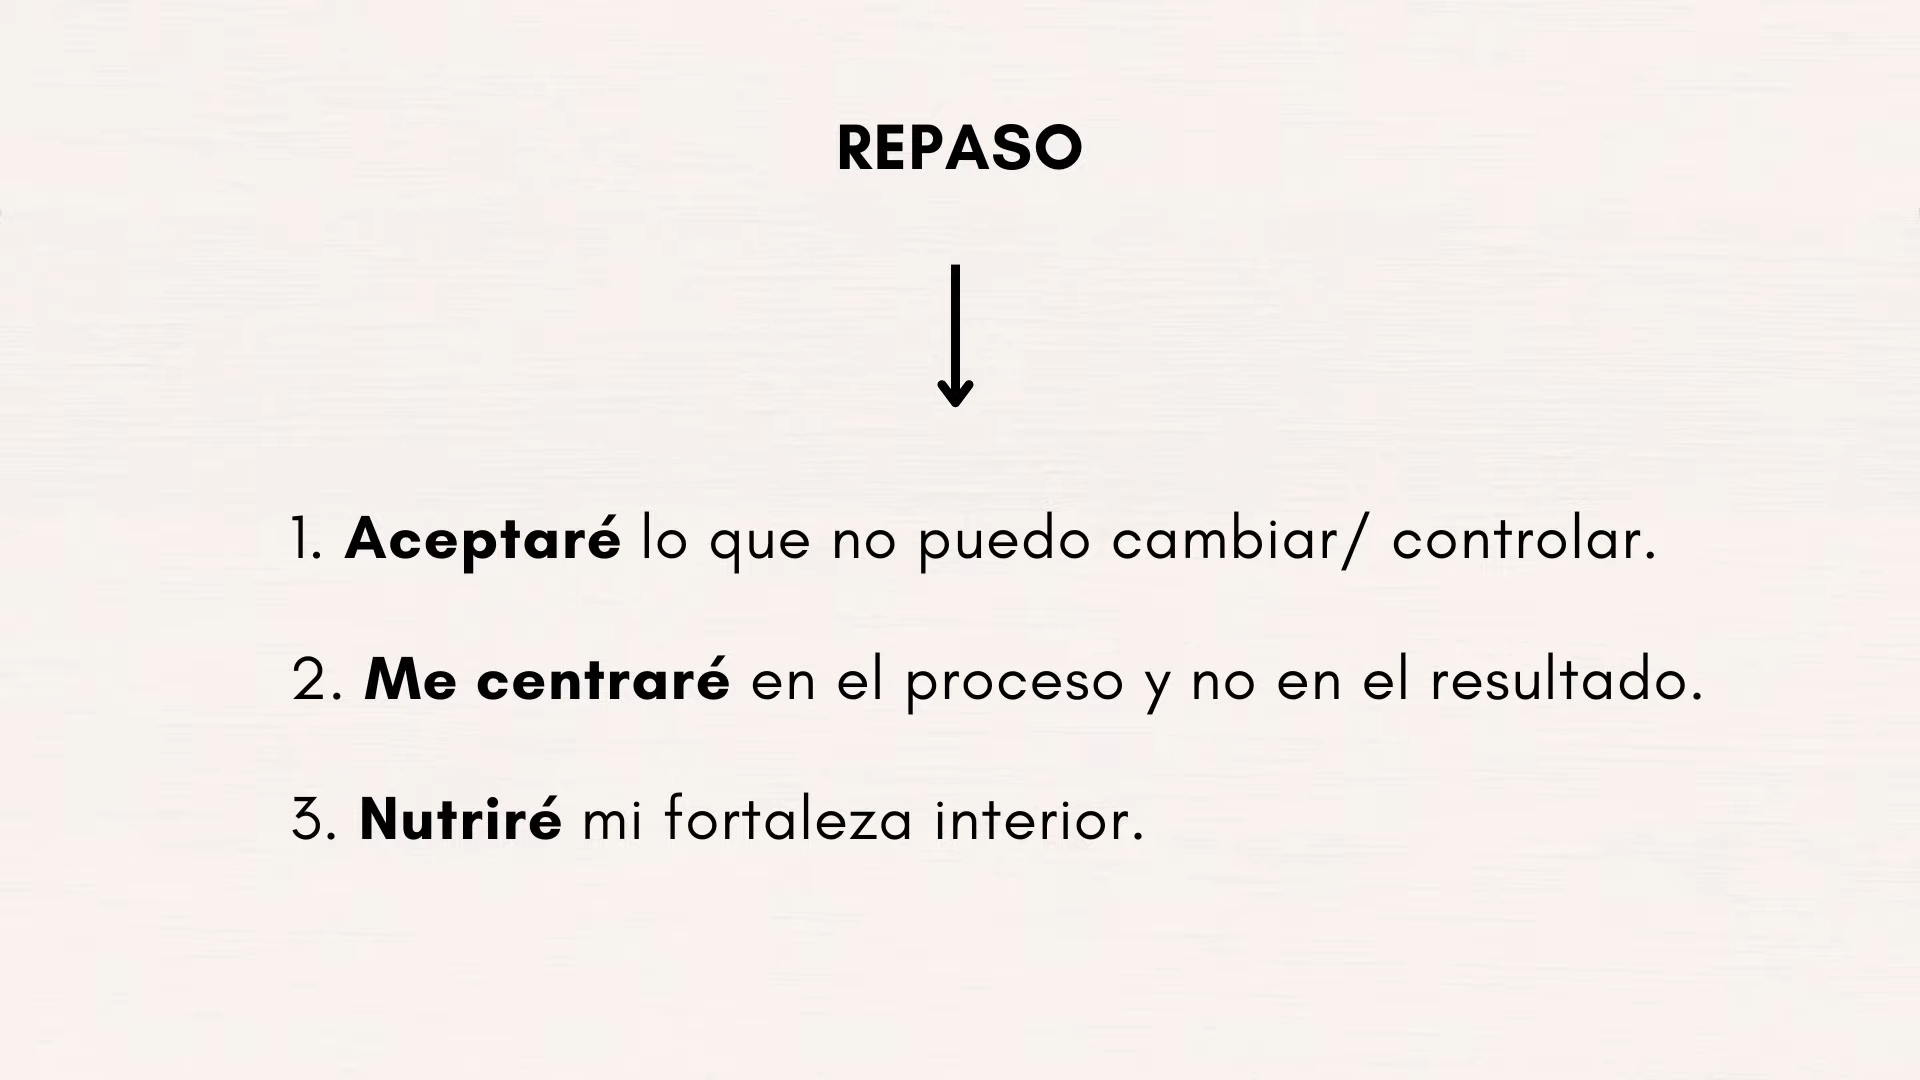 REPASO
1. Aceptaré lo que no puedo cambiar/ controlar.
2. Me centraré en el proceso y no en el resultado.
3. Nutriré mi fortaleza interior.